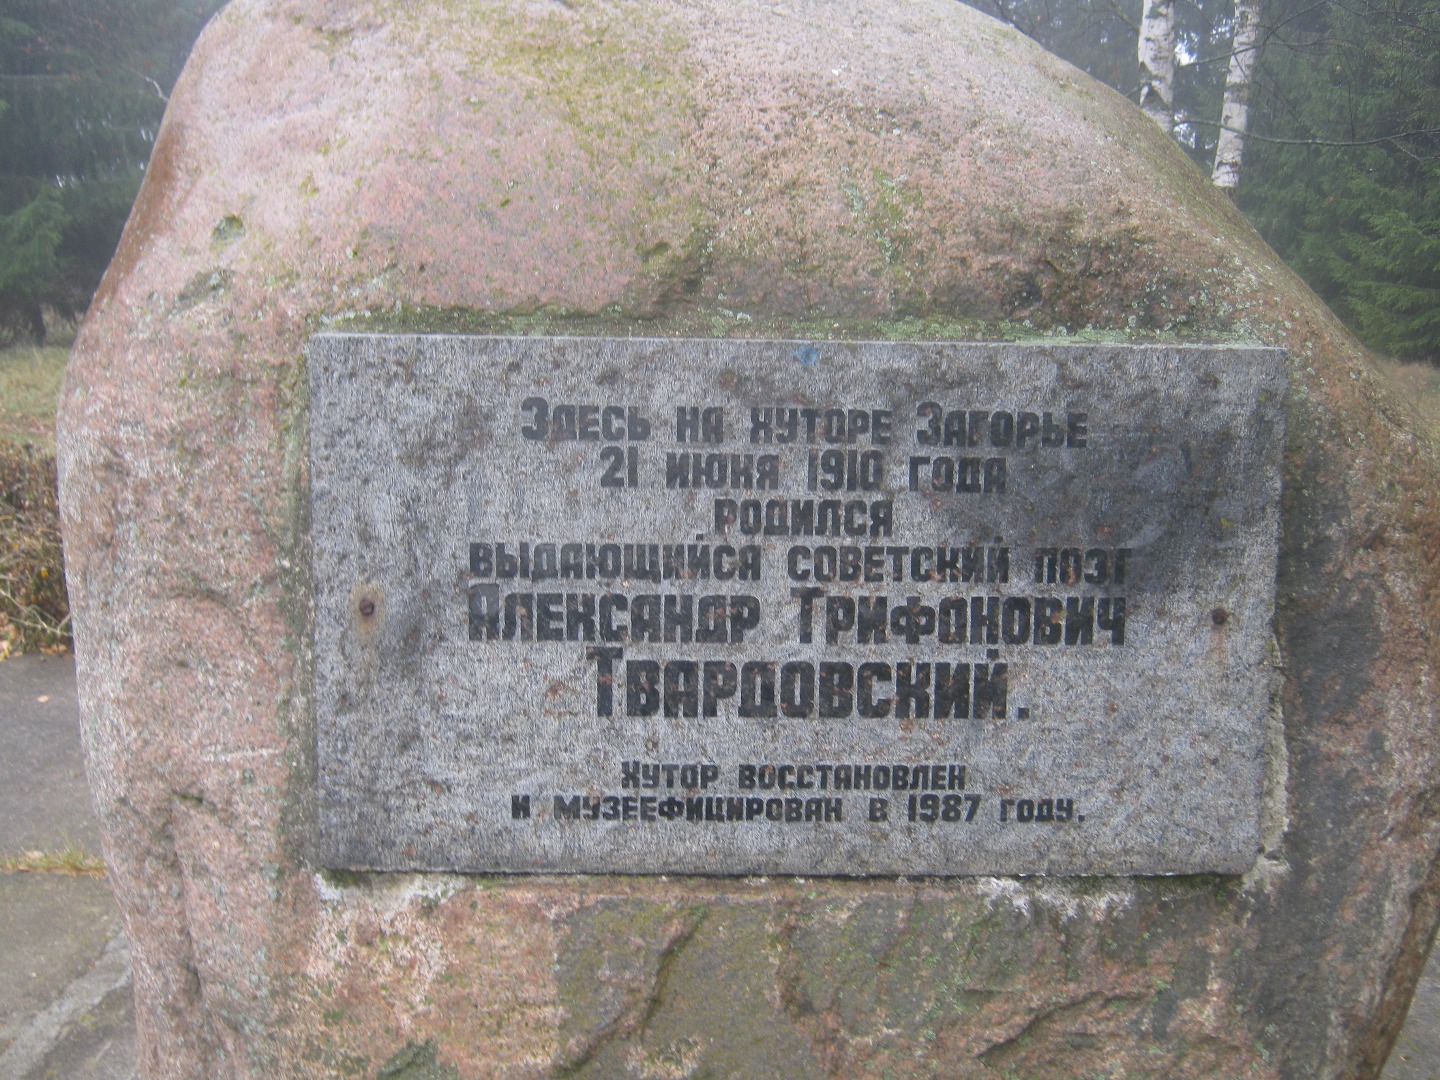 Здесь на хуторе Загорье
21 июня 1910 года
родился
выдающийся советский поэт
Александр Трифонович
Твардовский.
Хутор восстановлен
и музеефицирован в 1987 году.